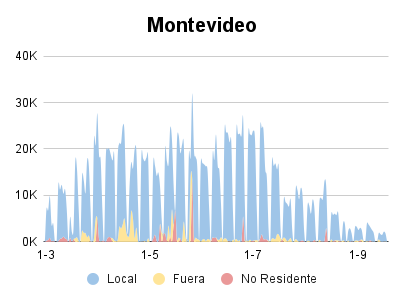 Montevideo
40K
30K
20K
10K
0K
1-3
1-5
1-7
1-9
Local
Fuera
No Residente